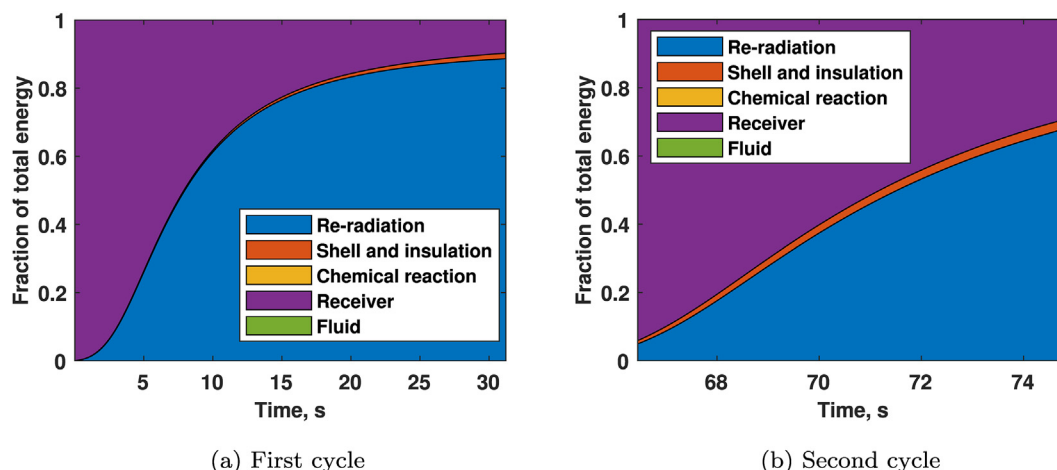 1
0.8
0.6
0.4
0.2
0
Fraction of total energy
Re-radiation
Shell and insulation
Chemical reaction
Receiver
Fluid
5 10 15 20 25 30
Time, s
(a) First cycle
1
0.8
0.6
0.4
0.2
0
Fraction of total energy
Re-radiation
Shell and insulation
Chemical reaction
Receiver
Fluid
68 70 72 74
Time, s
(b) Second cycle